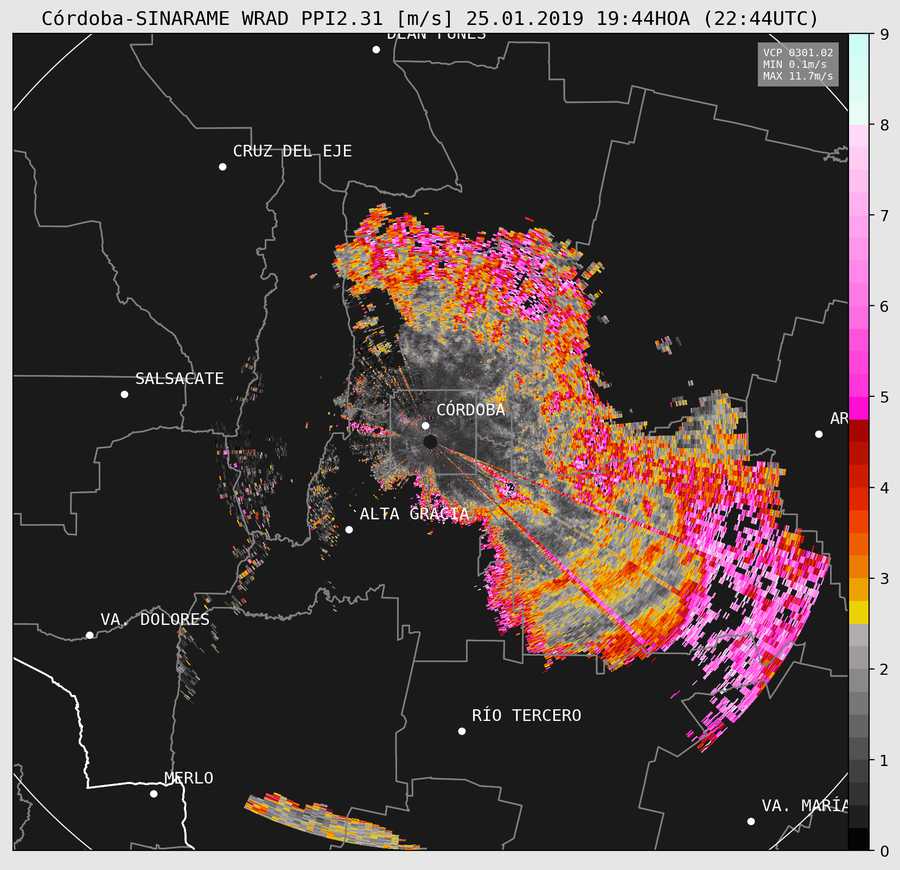 Córdoba-SINARAME WRAD PPI2.31 [m/s] 25.01.2019 19:44HOA (22:44UTC)
DEAN FUNES
VCP 0301.02
MIN 0.1m/s
MAX 11.7m/s
9
8
CRUZ DEL EJE
7
6
SALSACATE
5
CÓRDOBA
AR
4
ALTA GRACIA
3
VA. DOLORES
2
RÍO TERCERO
1
MERLO
VA. MARÍA
0